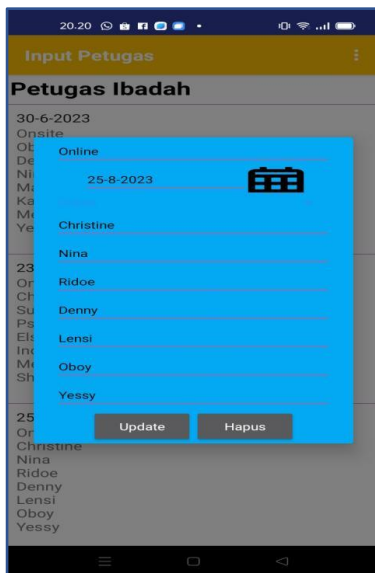 20.20
Input Petugas
Petugas Ibadah
30-6-2023
Onsite
Online
25-8-2023
Christine
Nina
Ridoe
Denny
Lensi
Oboy
Yessy
Update
Hapus
Christine
Nina
Ridoe
Denny
Lensi
Oboy
Yessy